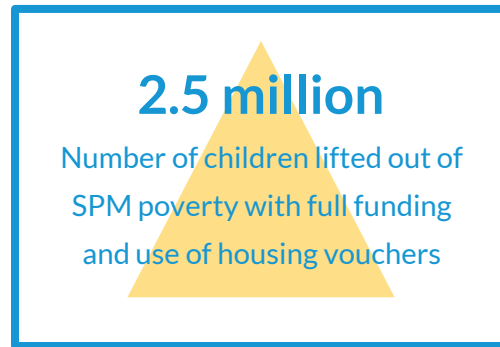 2.5 million
Number of children lifted out of
SPM poverty with full funding
and use of housing vouchers